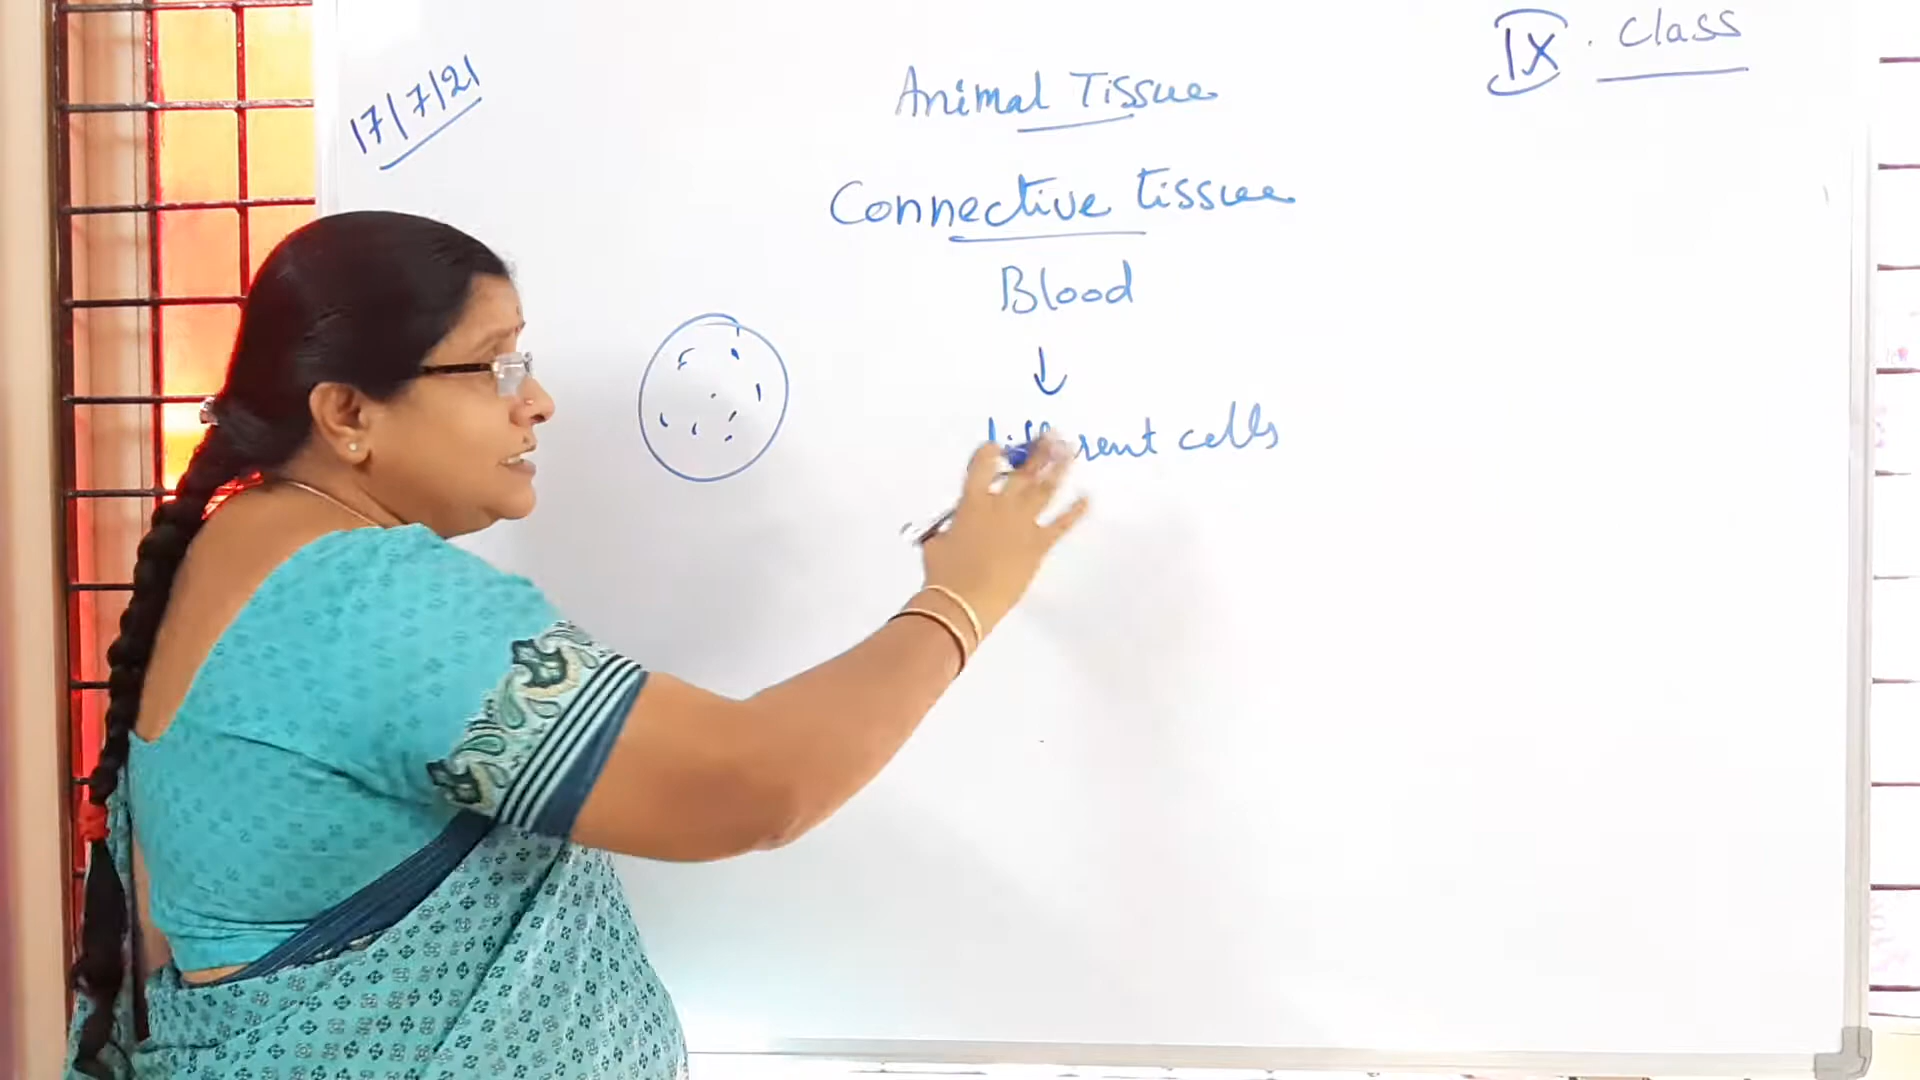 17/7/21
IX. Class
Animal Tissue
Connective tissue
Blood
↓
different cells